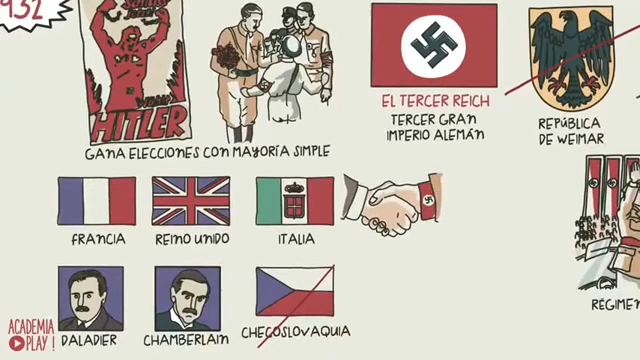 932
HITLER
GANA ELECCIONES CON MAYORÍA SIMPLE
EL TERCER REICH
TERCER GRAN
IMPERIO ALEMÁN
REPÚBLICA
DE WEIMAR
FRANCIA
REINO UNIDO
ITALIA
RÉGIMEN
DALADIER
CHAMBERLAIN
CHECOSLOVAQUIA
ACADEMIA
PLAY!